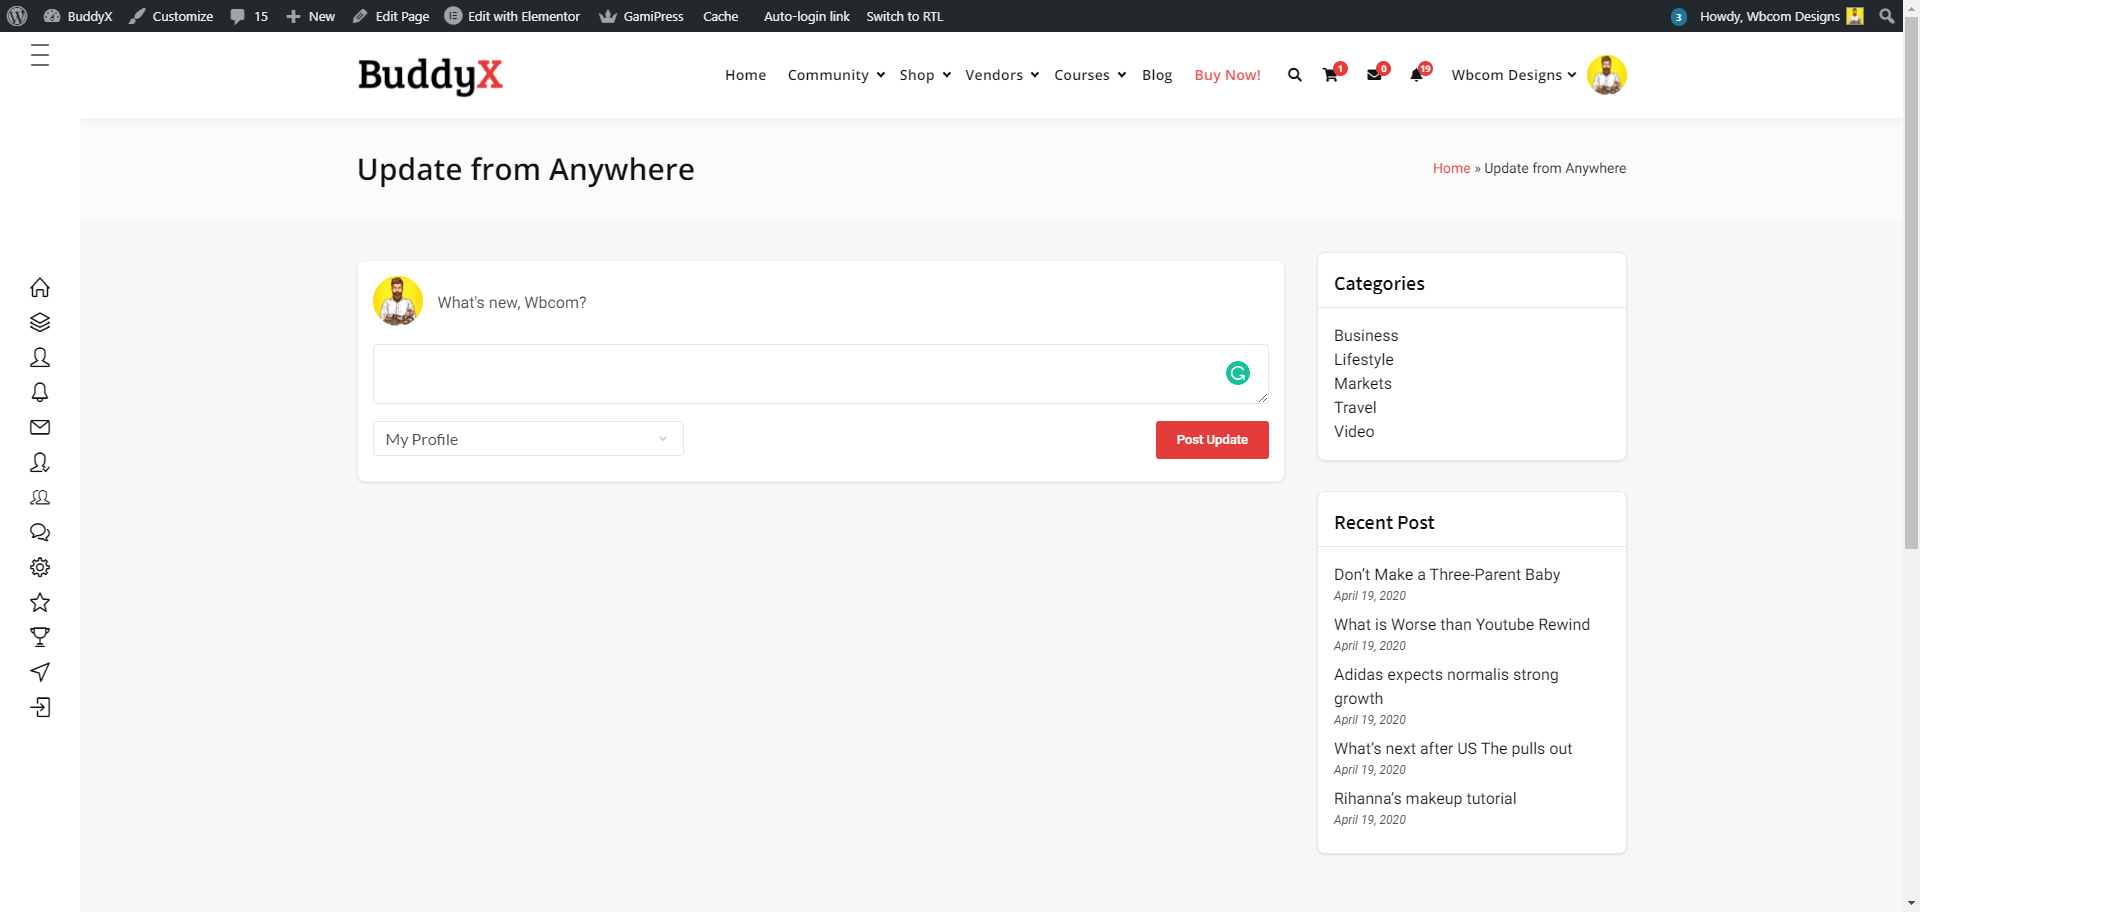 BuddyX Customize 15 New Edit Page Edit with Elementor GamiPress Cache Auto-login link Switch to RTL 3 Howdy, Wbcom Designs
BuddyX Home Community Shop Vendors Courses Blog Buy Now! 1 0 19 Wbcom Designs
Update from Anywhere
Home » Update from Anywhere
What's new, Wbcom?
My Profile
Post Update
Categories
Business
Lifestyle
Markets
Travel
Video
Recent Post
Don’t Make a Three-Parent Baby
April 19, 2020
What is Worse than Youtube Rewind
April 19, 2020
Adidas expects normalis strong
growth
April 19, 2020
What’s next after US The pulls out
April 19, 2020
Rihanna’s makeup tutorial
April 19, 2020